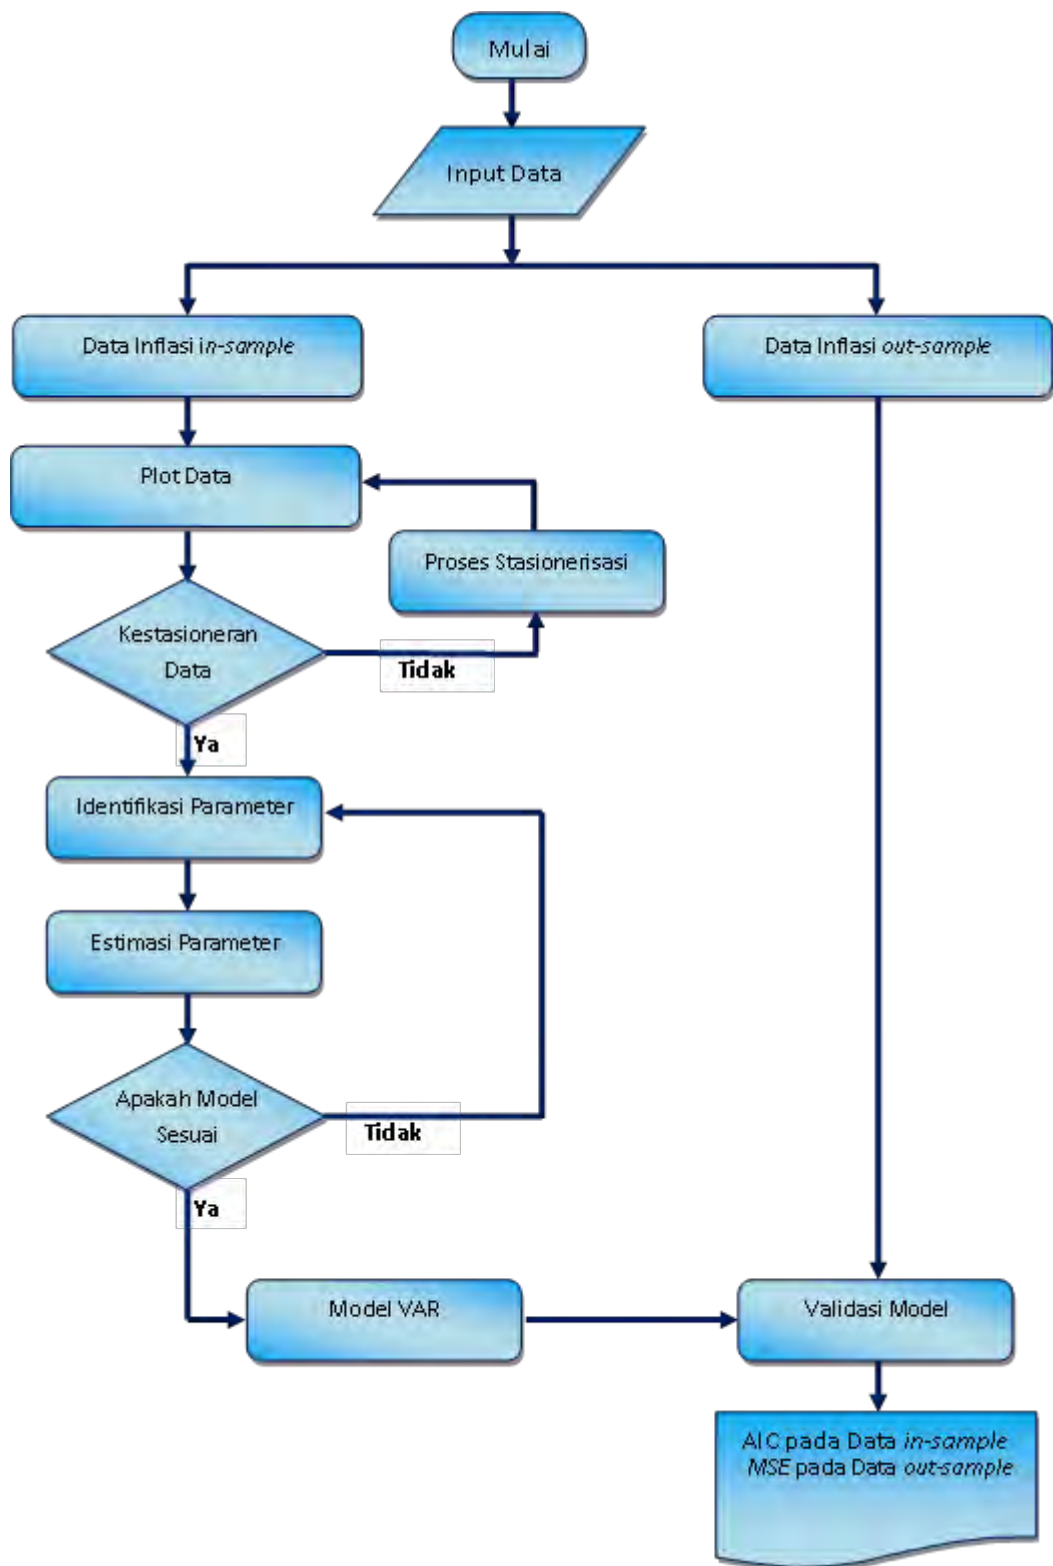 Mulai
Input Data
Data Inflasi in-sample
Data Inflasi out-sample
Plot Data
Proses Stasionerisasi
Kestasioneran
Data
Tidak
Ya
Identifikasi Parameter
Estimasi Parameter
Apakah Model
Sesuai
Tidak
Ya
Model VAR
Validasi Model
AIC pada Data in-sample
MSE pada Data out-sample